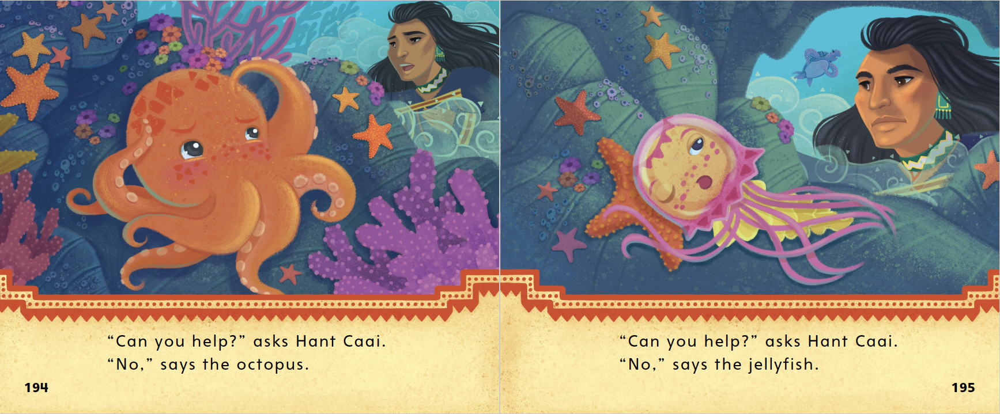 “Can you help?” asks Hant Caai.
“No,” says the octopus.
194
“Can you help?” asks Hant Caai.
“No,” says the jellyfish.
195